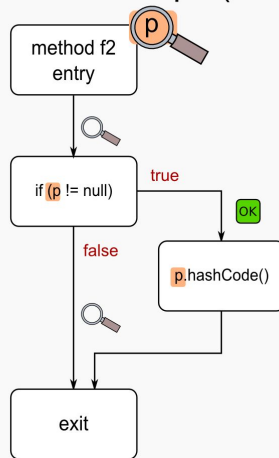 p
method f2
entry
if (p != null)
true
OK
false
p.hashCode()
exit